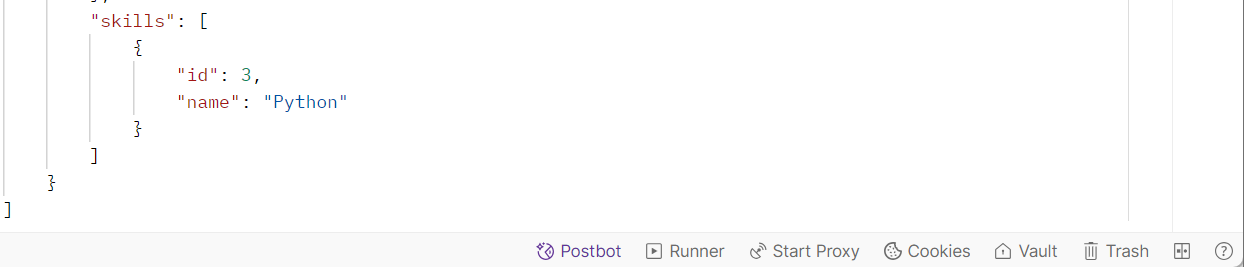 "skills": [
{
"id": 3,
"name": "Python"
}
]
}
]
Postbot Runner Start Proxy Cookies Vault Trash